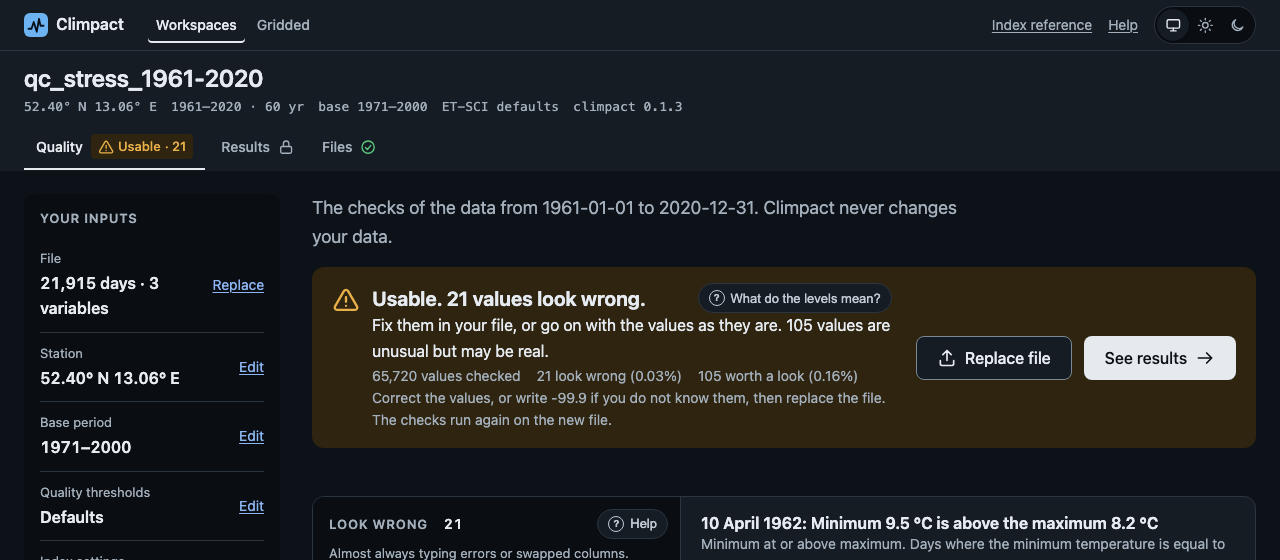 Climpact Workspaces Gridded Index reference Help
qc_stress_1961-2020
52.40° N 13.06° E 1961–2020 · 60 yr base 1971–2000 ET-SCI defaults climpact 0.1.3
Quality Usable · 21 Results Files
YOUR INPUTS
File
21,915 days · 3
variables
Replace
Station
52.40° N 13.06° E
Edit
Base period
1971–2000
Edit
Quality thresholds
Defaults
Edit
Index settings
The checks of the data from 1961-01-01 to 2020-12-31. Climpact never changes
your data.
Usable. 21 values look wrong.
What do the levels mean?
Fix them in your file, or go on with the values as they are. 105 values are
unusual but may be real.
65,720 values checked 21 look wrong (0.03%) 105 worth a look (0.16%)
Correct the values, or write -99.9 if you do not know them, then replace the file.
The checks run again on the new file.
Replace file
See results →
LOOK WRONG 21
Help
Almost always typing errors or swapped columns.
10 April 1962: Minimum 9.5 °C is above the maximum 8.2 °C
Minimum at or above maximum. Days where the minimum temperature is equal to